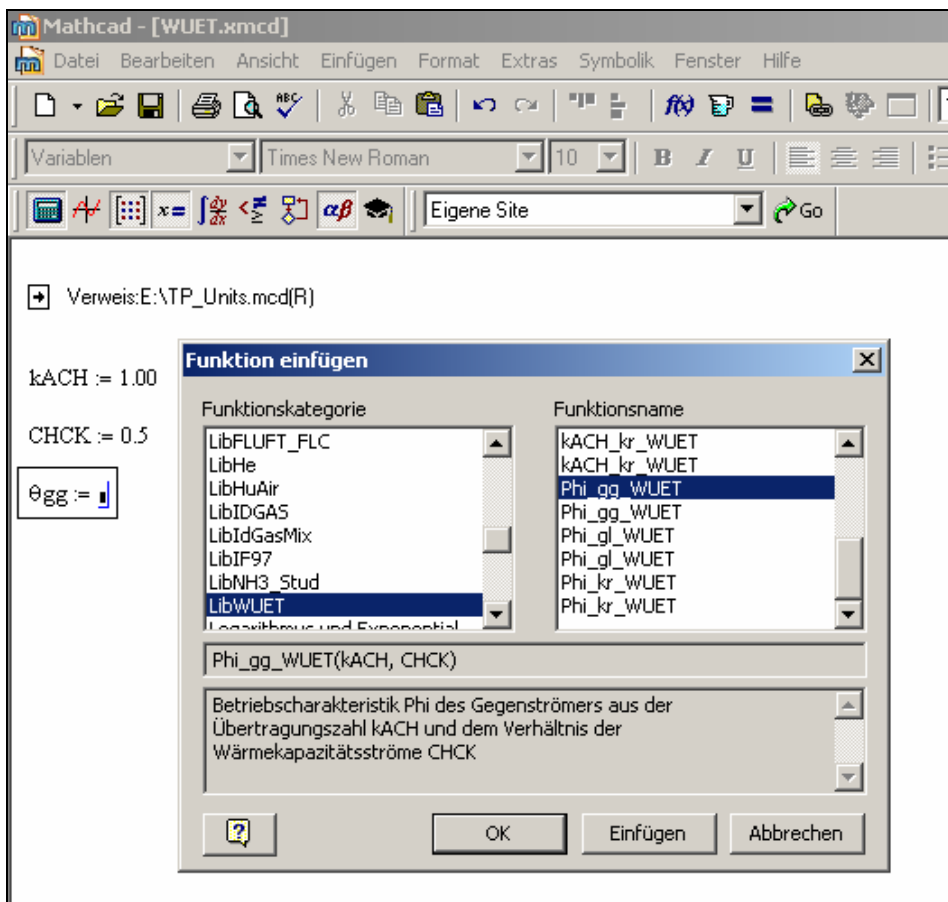 Mathcad - [WUET.xmcd]
Datei Bearbeiten Ansicht Einfügen Format Extras Symbolik Fenster Hilfe
Variablen Times New Roman 10 B I U
Eigene Site Go
Verweis:E:\TP_Units.mcd(R)
kACH := 1.00
CHCK := 0.5
θgg :=
Funktion einfügen
Funktionskategorie
LibFLUFT_FLC
LibHe
LibHuAir
LibIDGAS
LibIdGasMix
LibIF97
LibNH3_Stud
LibWUET
Logarithmus und Exponential
Funktionsname
kACH_kr_WUET
kACH_kr_WUET
Phi_gg_WUET
Phi_gg_WUET
Phi_gl_WUET
Phi_gl_WUET
Phi_kr_WUET
Phi_kr_WUET
Phi_gg_WUET(kACH, CHCK)
Betriebscharakteristik Phi des Gegenströmers aus der
Übertragungszahl kACH und dem Verhältnis der
Wärmekapazitätsströme CHCK
OK Einfügen Abbrechen